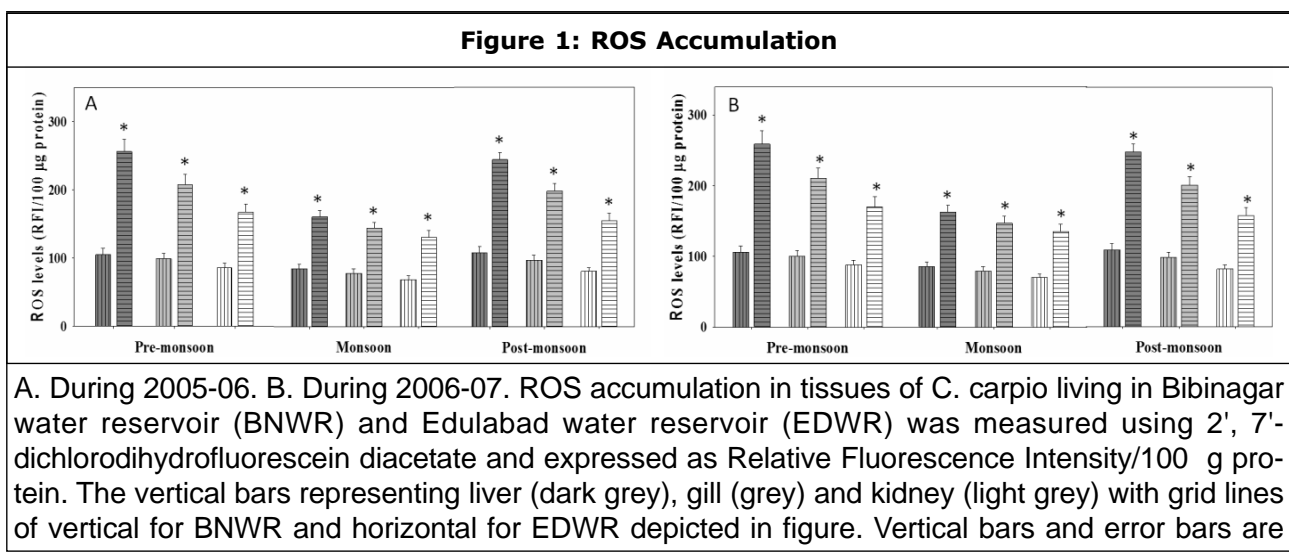 Figure 1: ROS Accumulation
A
ROS levels (RFI/100 µg protein)
300
200
100
0
* * * * * * * * *
Pre-monsoon Monsoon Post-monsoon
B
ROS levels (RFI/100 µg protein)
300
200
100
0
* * * * * * * * *
Pre-monsoon Monsoon Post-monsoon
A. During 2005-06. B. During 2006-07. ROS accumulation in tissues of C. carpio living in Bibinagar
water reservoir (BNWR) and Edulabad water reservoir (EDWR) was measured using 2', 7'-
dichlorodihydrofluorescein diacetate and expressed as Relative Fluorescence Intensity/100 g pro-
tein. The vertical bars representing liver (dark grey), gill (grey) and kidney (light grey) with grid lines
of vertical for BNWR and horizontal for EDWR depicted in figure. Vertical bars and error bars are